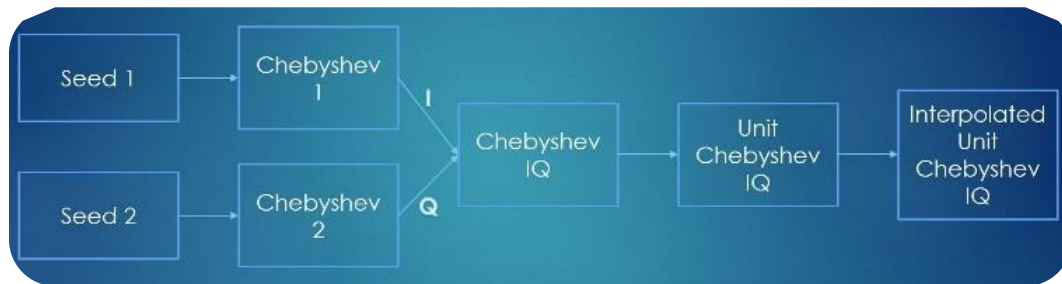 Seed 1
Chebyshev
1
I
Chebyshev
IQ
Unit
Chebyshev
IQ
Interpolated
Unit
Chebyshev
IQ
Seed 2
Chebyshev
2
Q